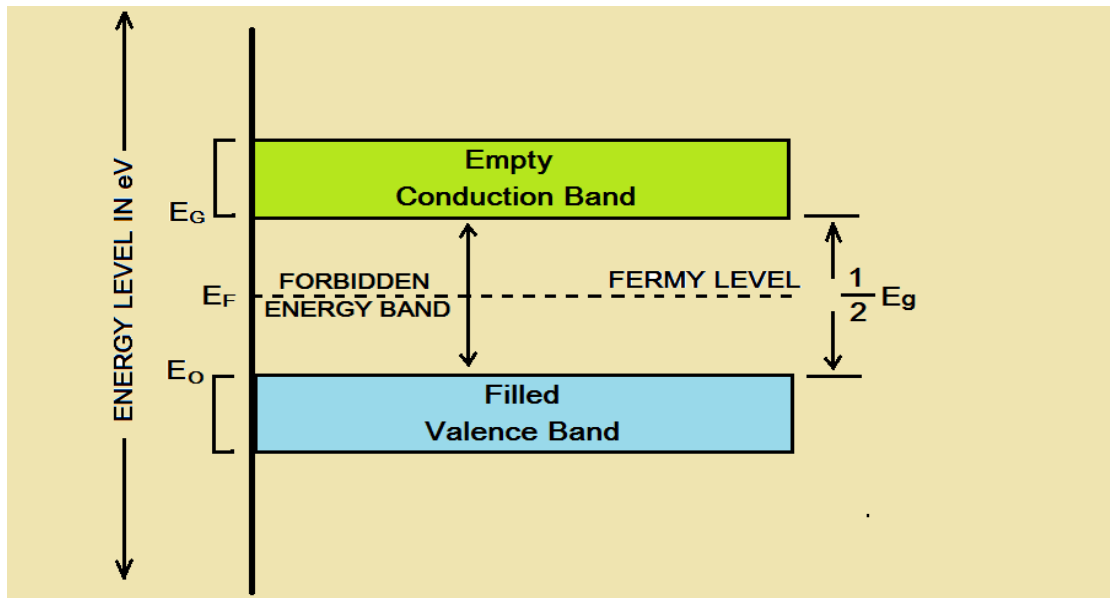 ENERGY LEVEL IN eV
Empty
Conduction Band
EG
FORBIDDEN
FERMY LEVEL
EF
ENERGY BAND
1
2
Eg
EO
Filled
Valence Band